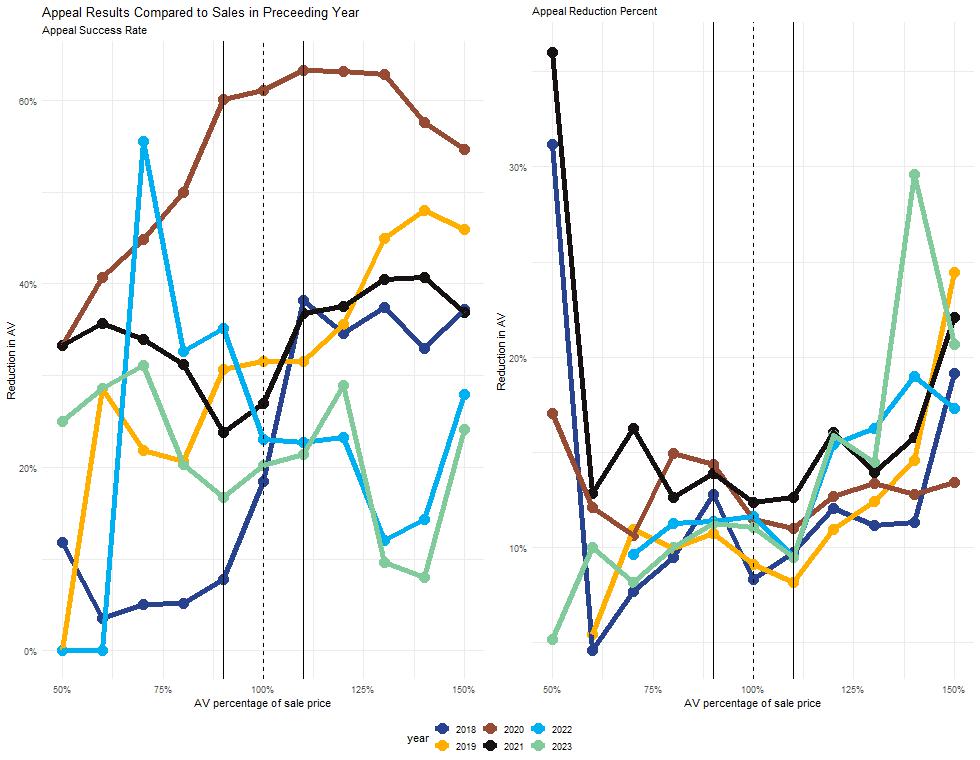 Appeal Results Compared to Sales in Preceeding Year
Appeal Success Rate
60%
40%
20%
0%
Reduction in AV
50%
75%
100%
125%
150%
AV percentage of sale price
Appeal Reduction Percent
30%
20%
10%
Reduction in AV
50%
75%
100%
125%
150%
AV percentage of sale price
year
2018
2020
2022
2019
2021
2023